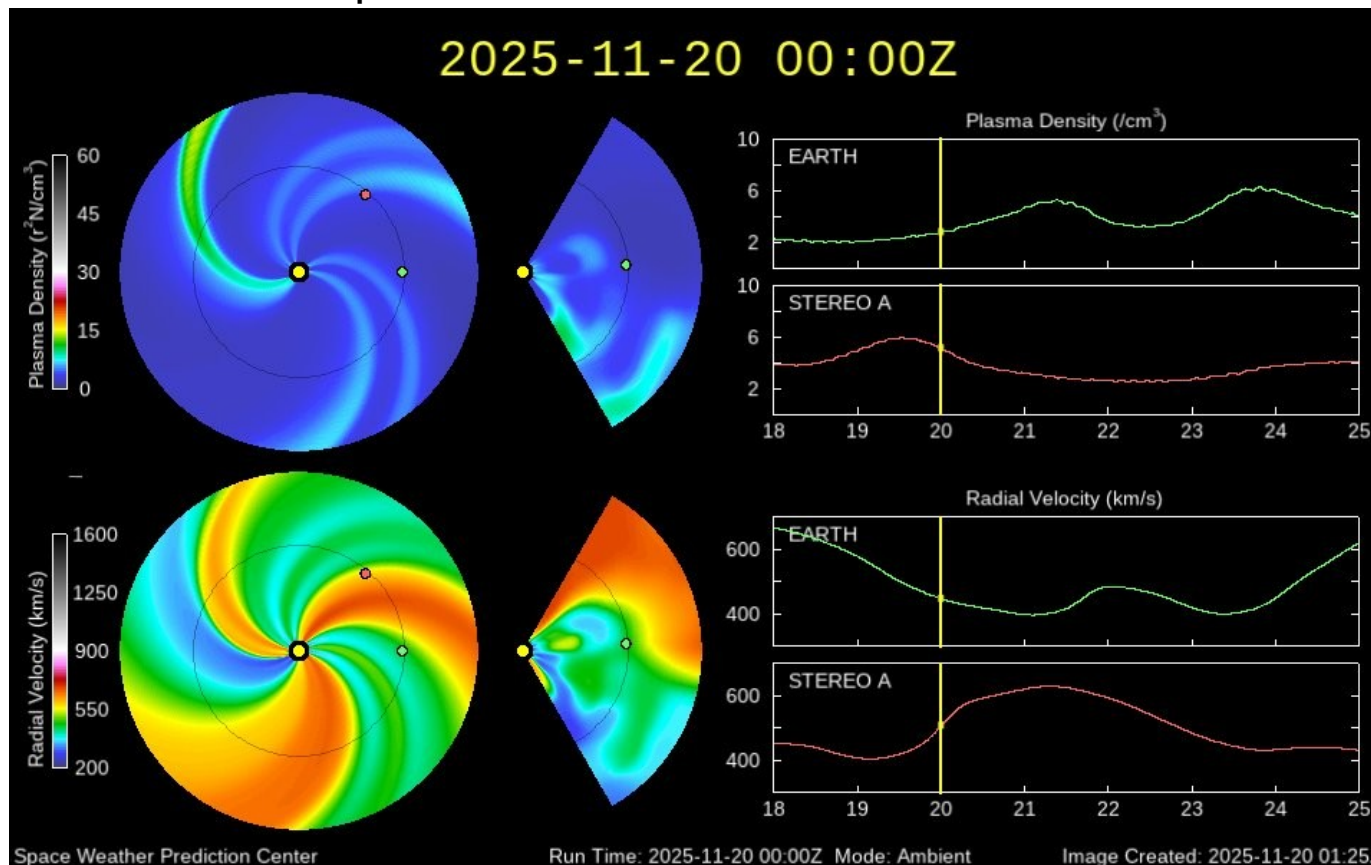 2025-11-20 00:00Z
Plasma Density (r²N/cm³)
60
45
30
15
0
Plasma Density (/cm³)
EARTH
10
6
2
STEREO A
10
6
2
18 19 20 21 22 23 24 25
Radial Velocity (km/s)
1600
1250
900
550
200
Radial Velocity (km/s)
EARTH
600
400
STEREO A
600
400
18 19 20 21 22 23 24 25
Space Weather Prediction Center Run Time: 2025-11-20 00:00Z Mode: Ambient Image Created: 2025-11-20 01:25